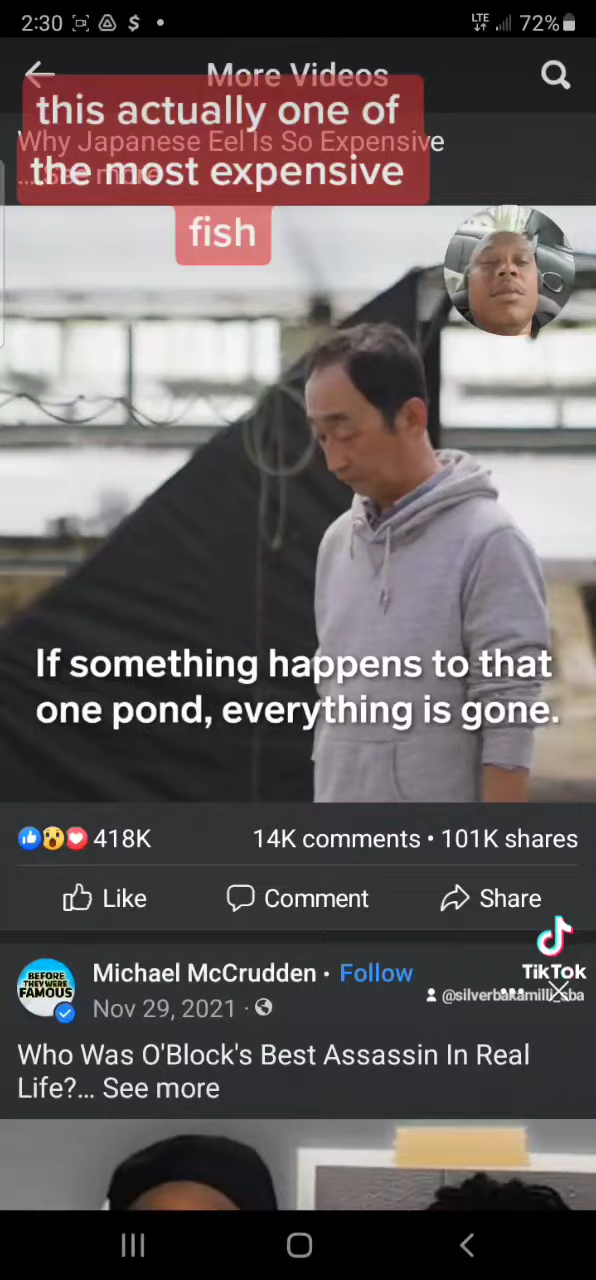 2:30 $ LTE 72%
More Videos
this actually one of
Why Japanese Eel Is So Expensive
the most expensive
... See more
fish
If something happens to that
one pond, everything is gone.
418K 14K comments • 101K shares
Like Comment Share
TikTok
@silverbakamilli_sba
BEFORE
THEY WERE
FAMOUS
Michael McCrudden • Follow
Nov 29, 2021 ·
Who Was O'Block's Best Assassin In Real
Life?... See more